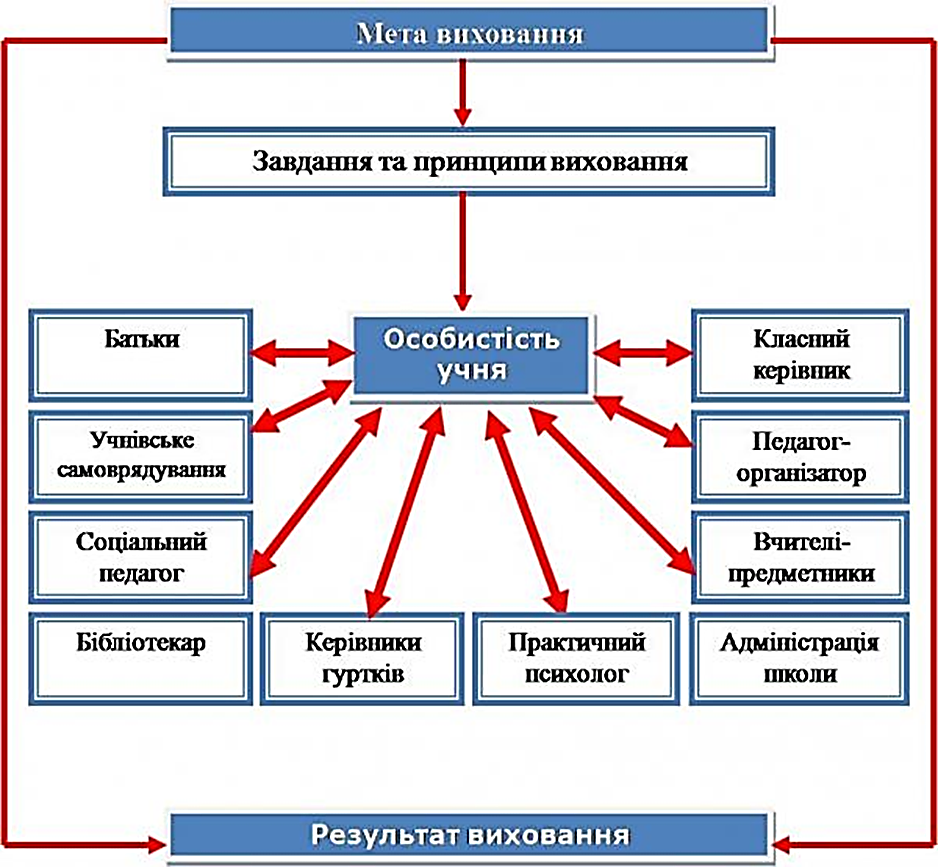 Мета виховання
Завдання та принципи виховання
Особистість
учня
Батьки
Класний
керівник
Учнівське
самоврядування
Педагог-
організатор
Соціальний
педагог
Вчителі-
предметники
Бібліотекар
Керівники
гуртків
Практичний
психолог
Адміністрація
школи
Результат виховання